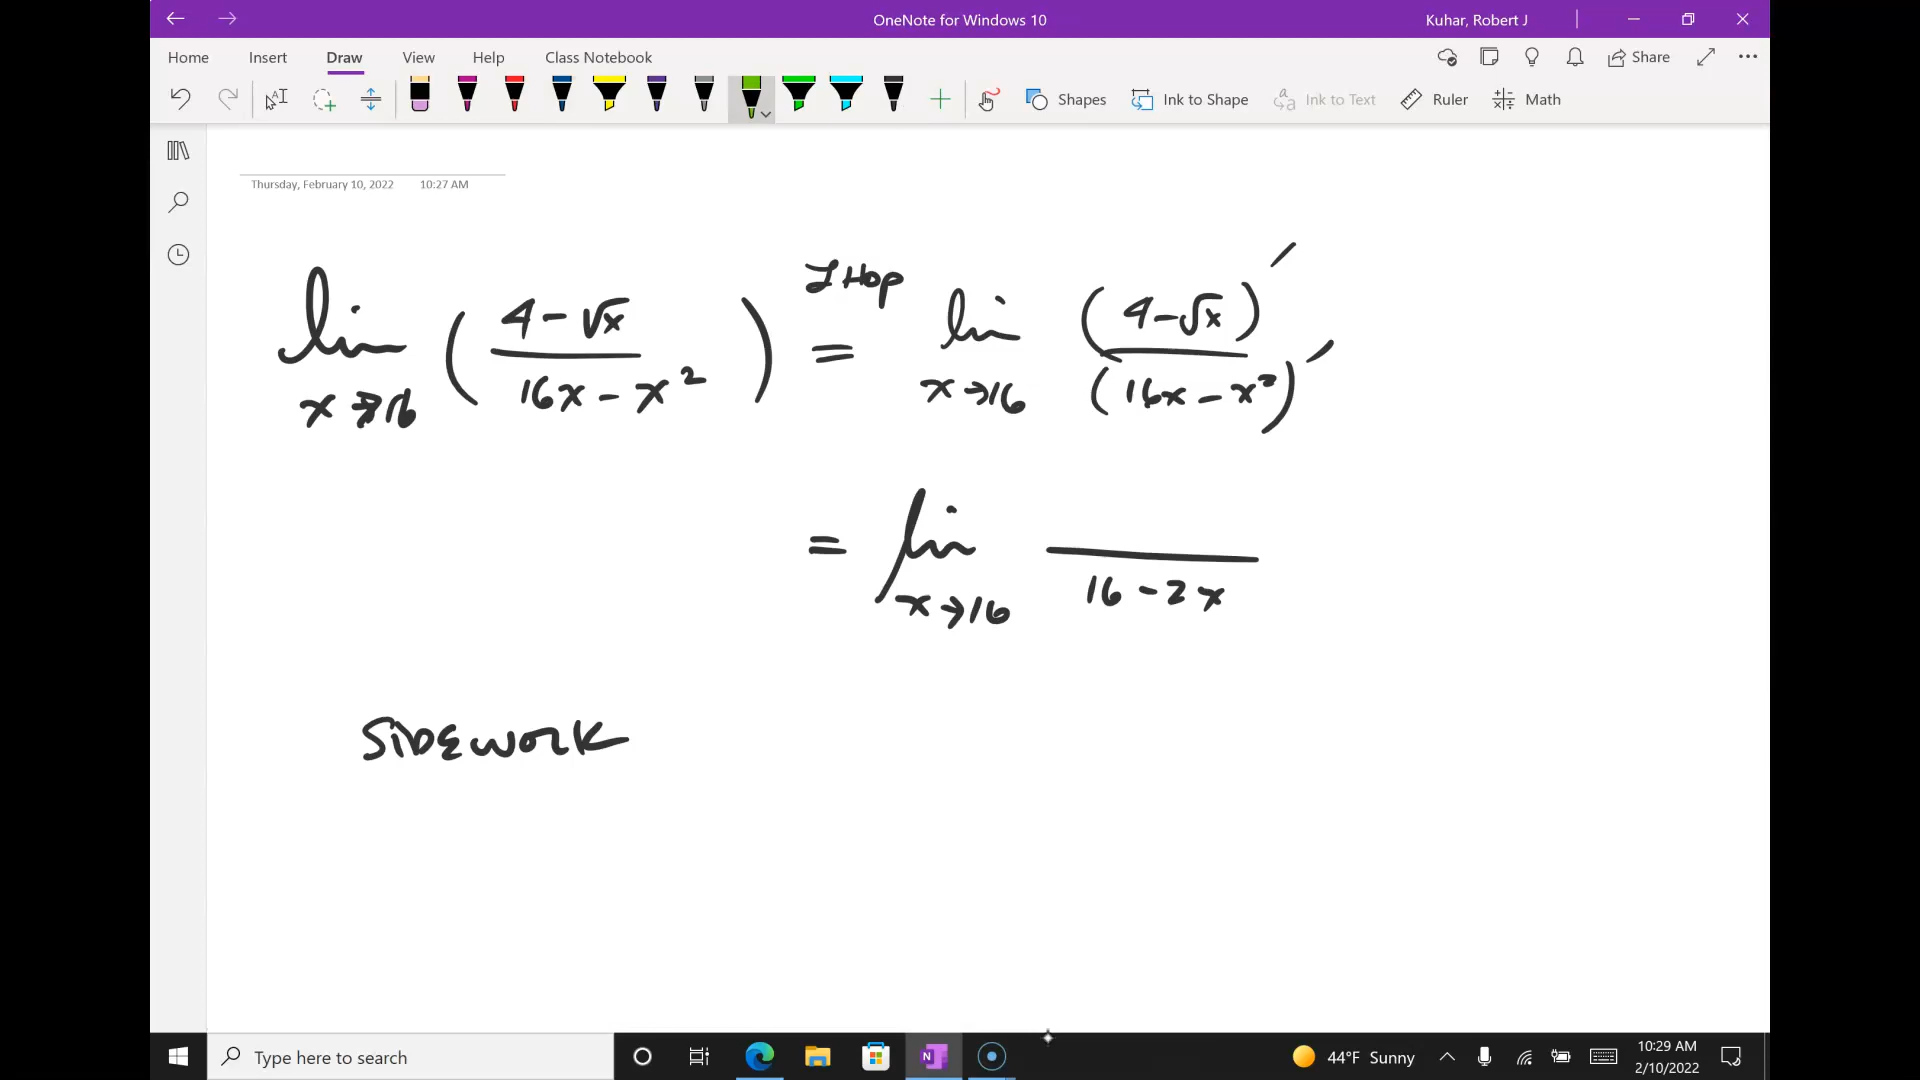 OneNote for Windows 10
Kuhar, Robert J
Home Insert Draw View Help Class Notebook
Share
Shapes Ink to Shape Ink to Text Ruler Math
Thursday, February 10, 2022 10:27 AM
lim x→16 ( (4-√x) / (16x-x²) ) =
L'Hop
lim x→16 (4-√x)′ / (16x-x²)′
= lim x→16 ___ / (16-2x)
SIDEWORK
Type here to search
N
44°F Sunny
10:29 AM
2/10/2022